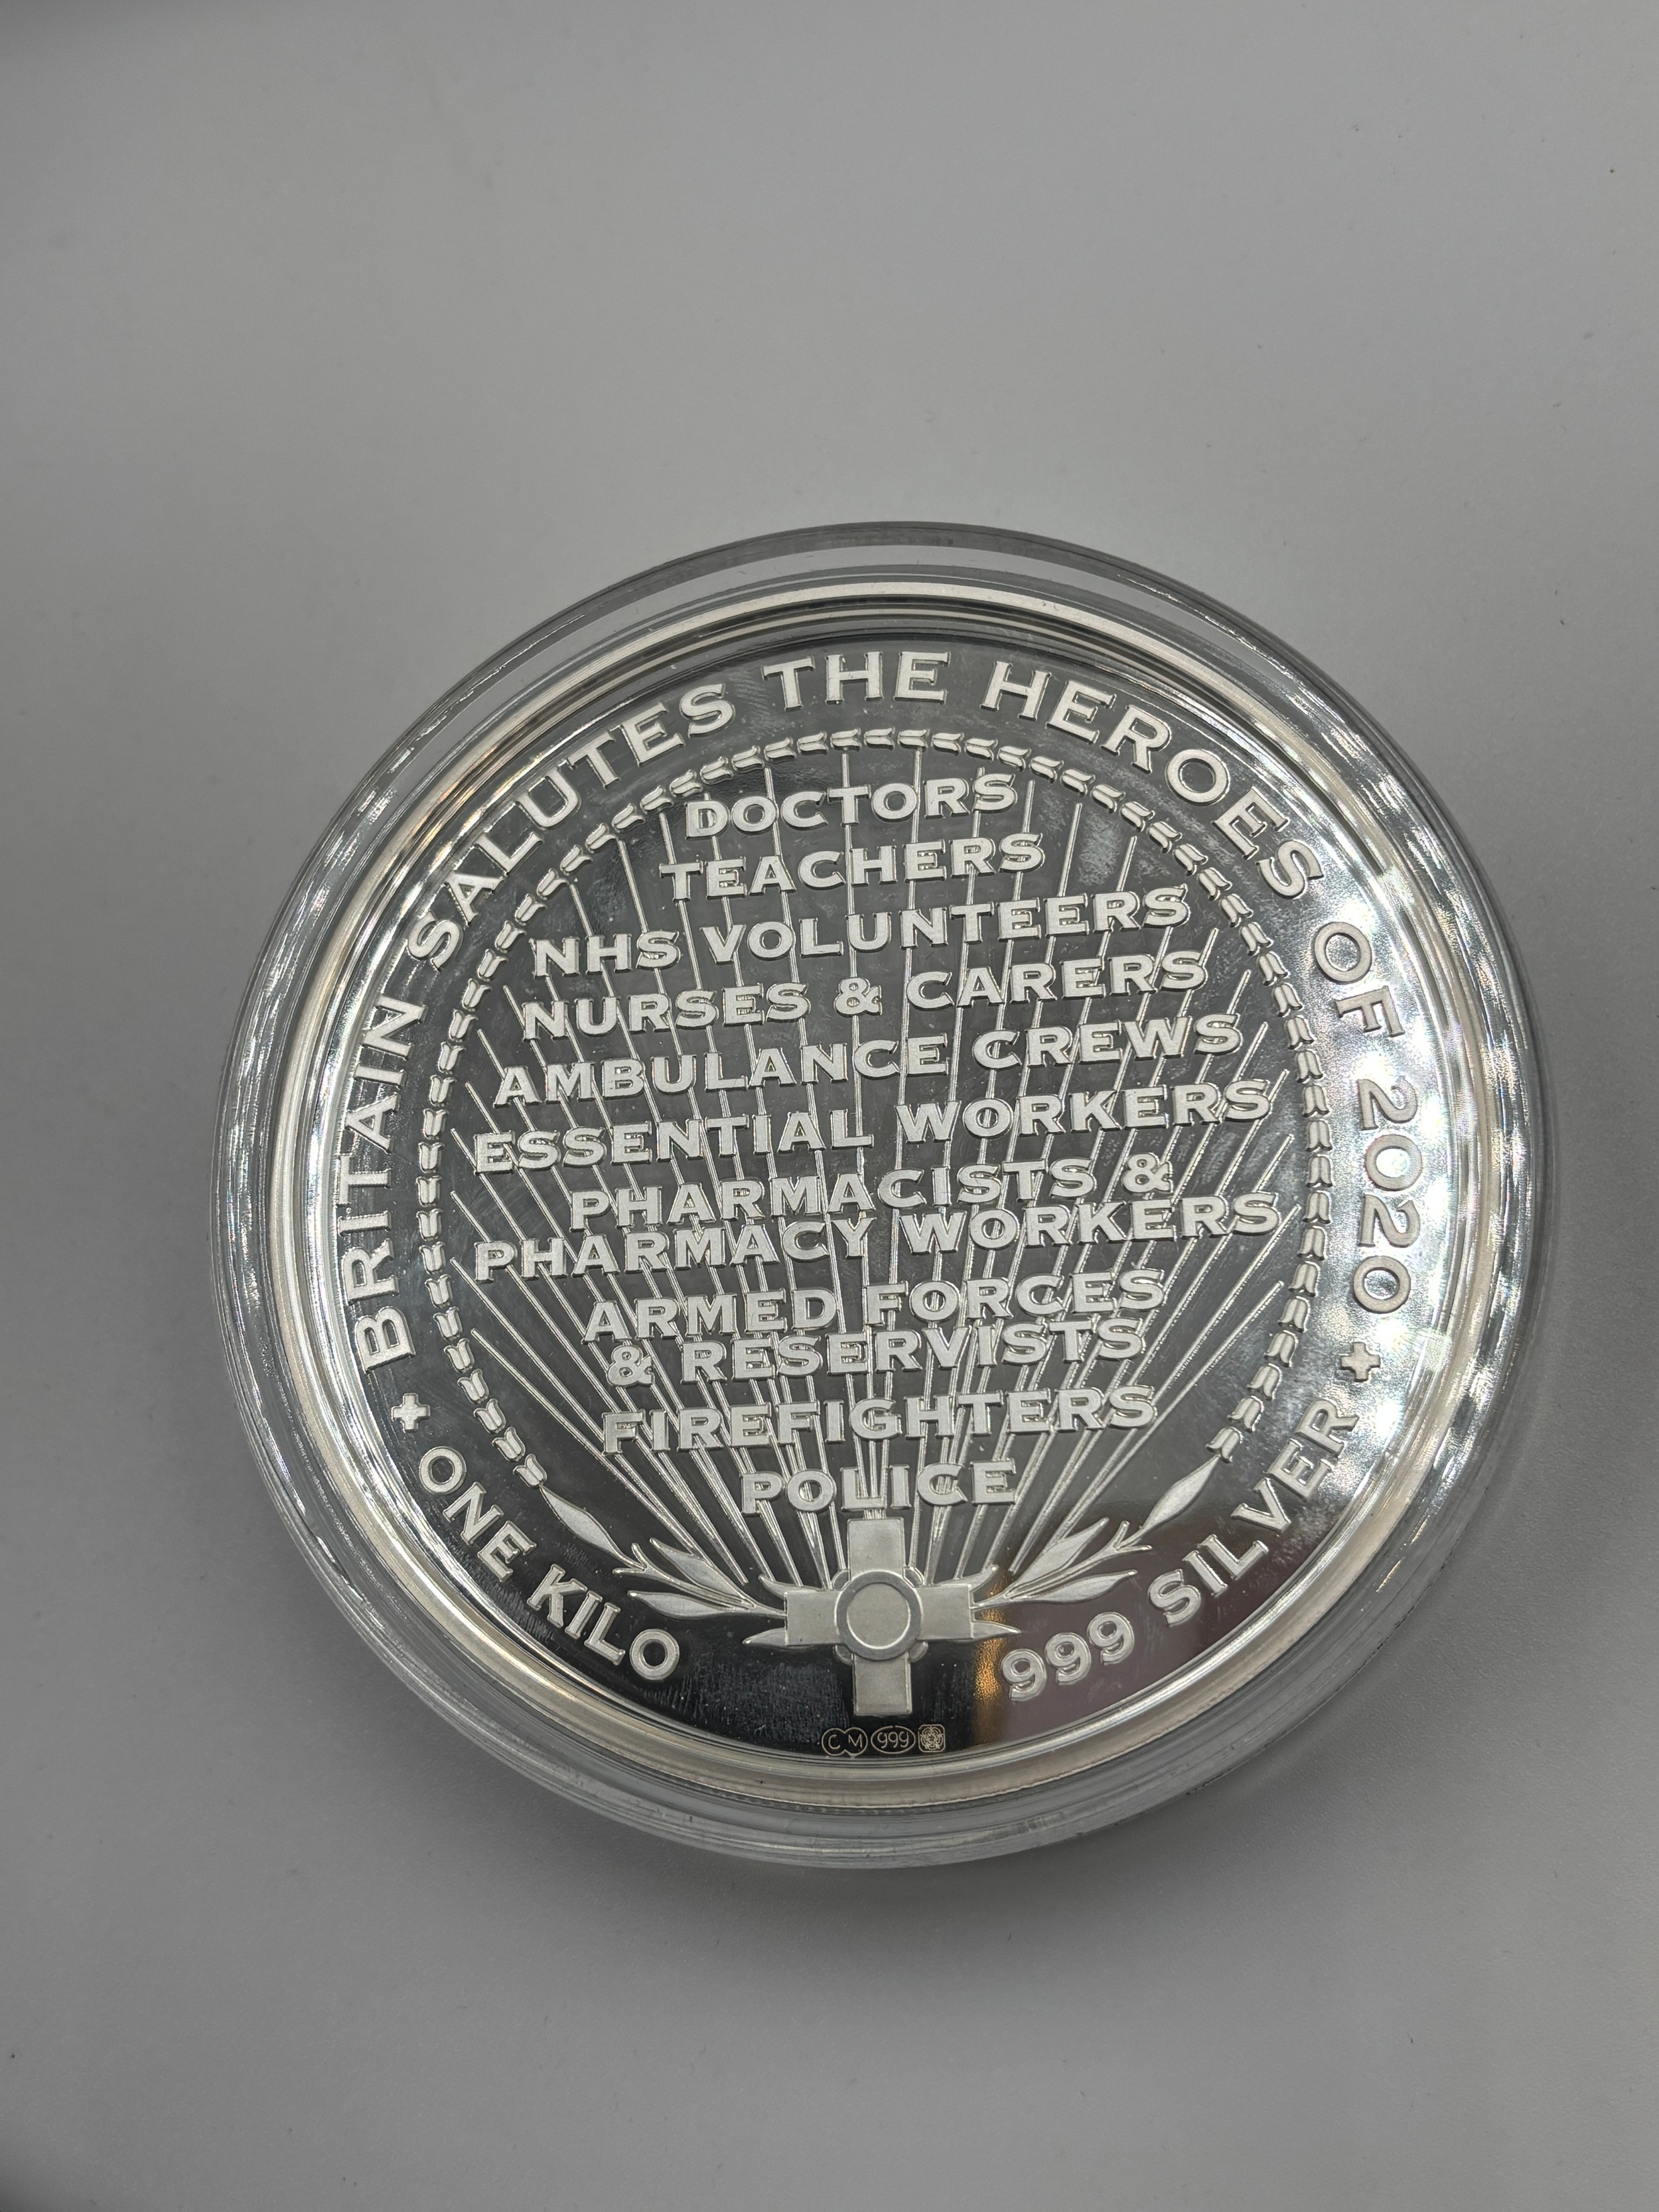 BRITAIN SALUTES THE HEROES OF 2020
DOCTORS
TEACHERS
NHS VOLUNTEERS
NURSES & CARERS
AMBULANCE CREWS
ESSENTIAL WORKERS
PHARMACISTS &
PHARMACY WORKERS
ARMED FORCES
& RESERVISTS
FIREFIGHTERS
POLICE
ONE KILO
999 SILVER
CM 999